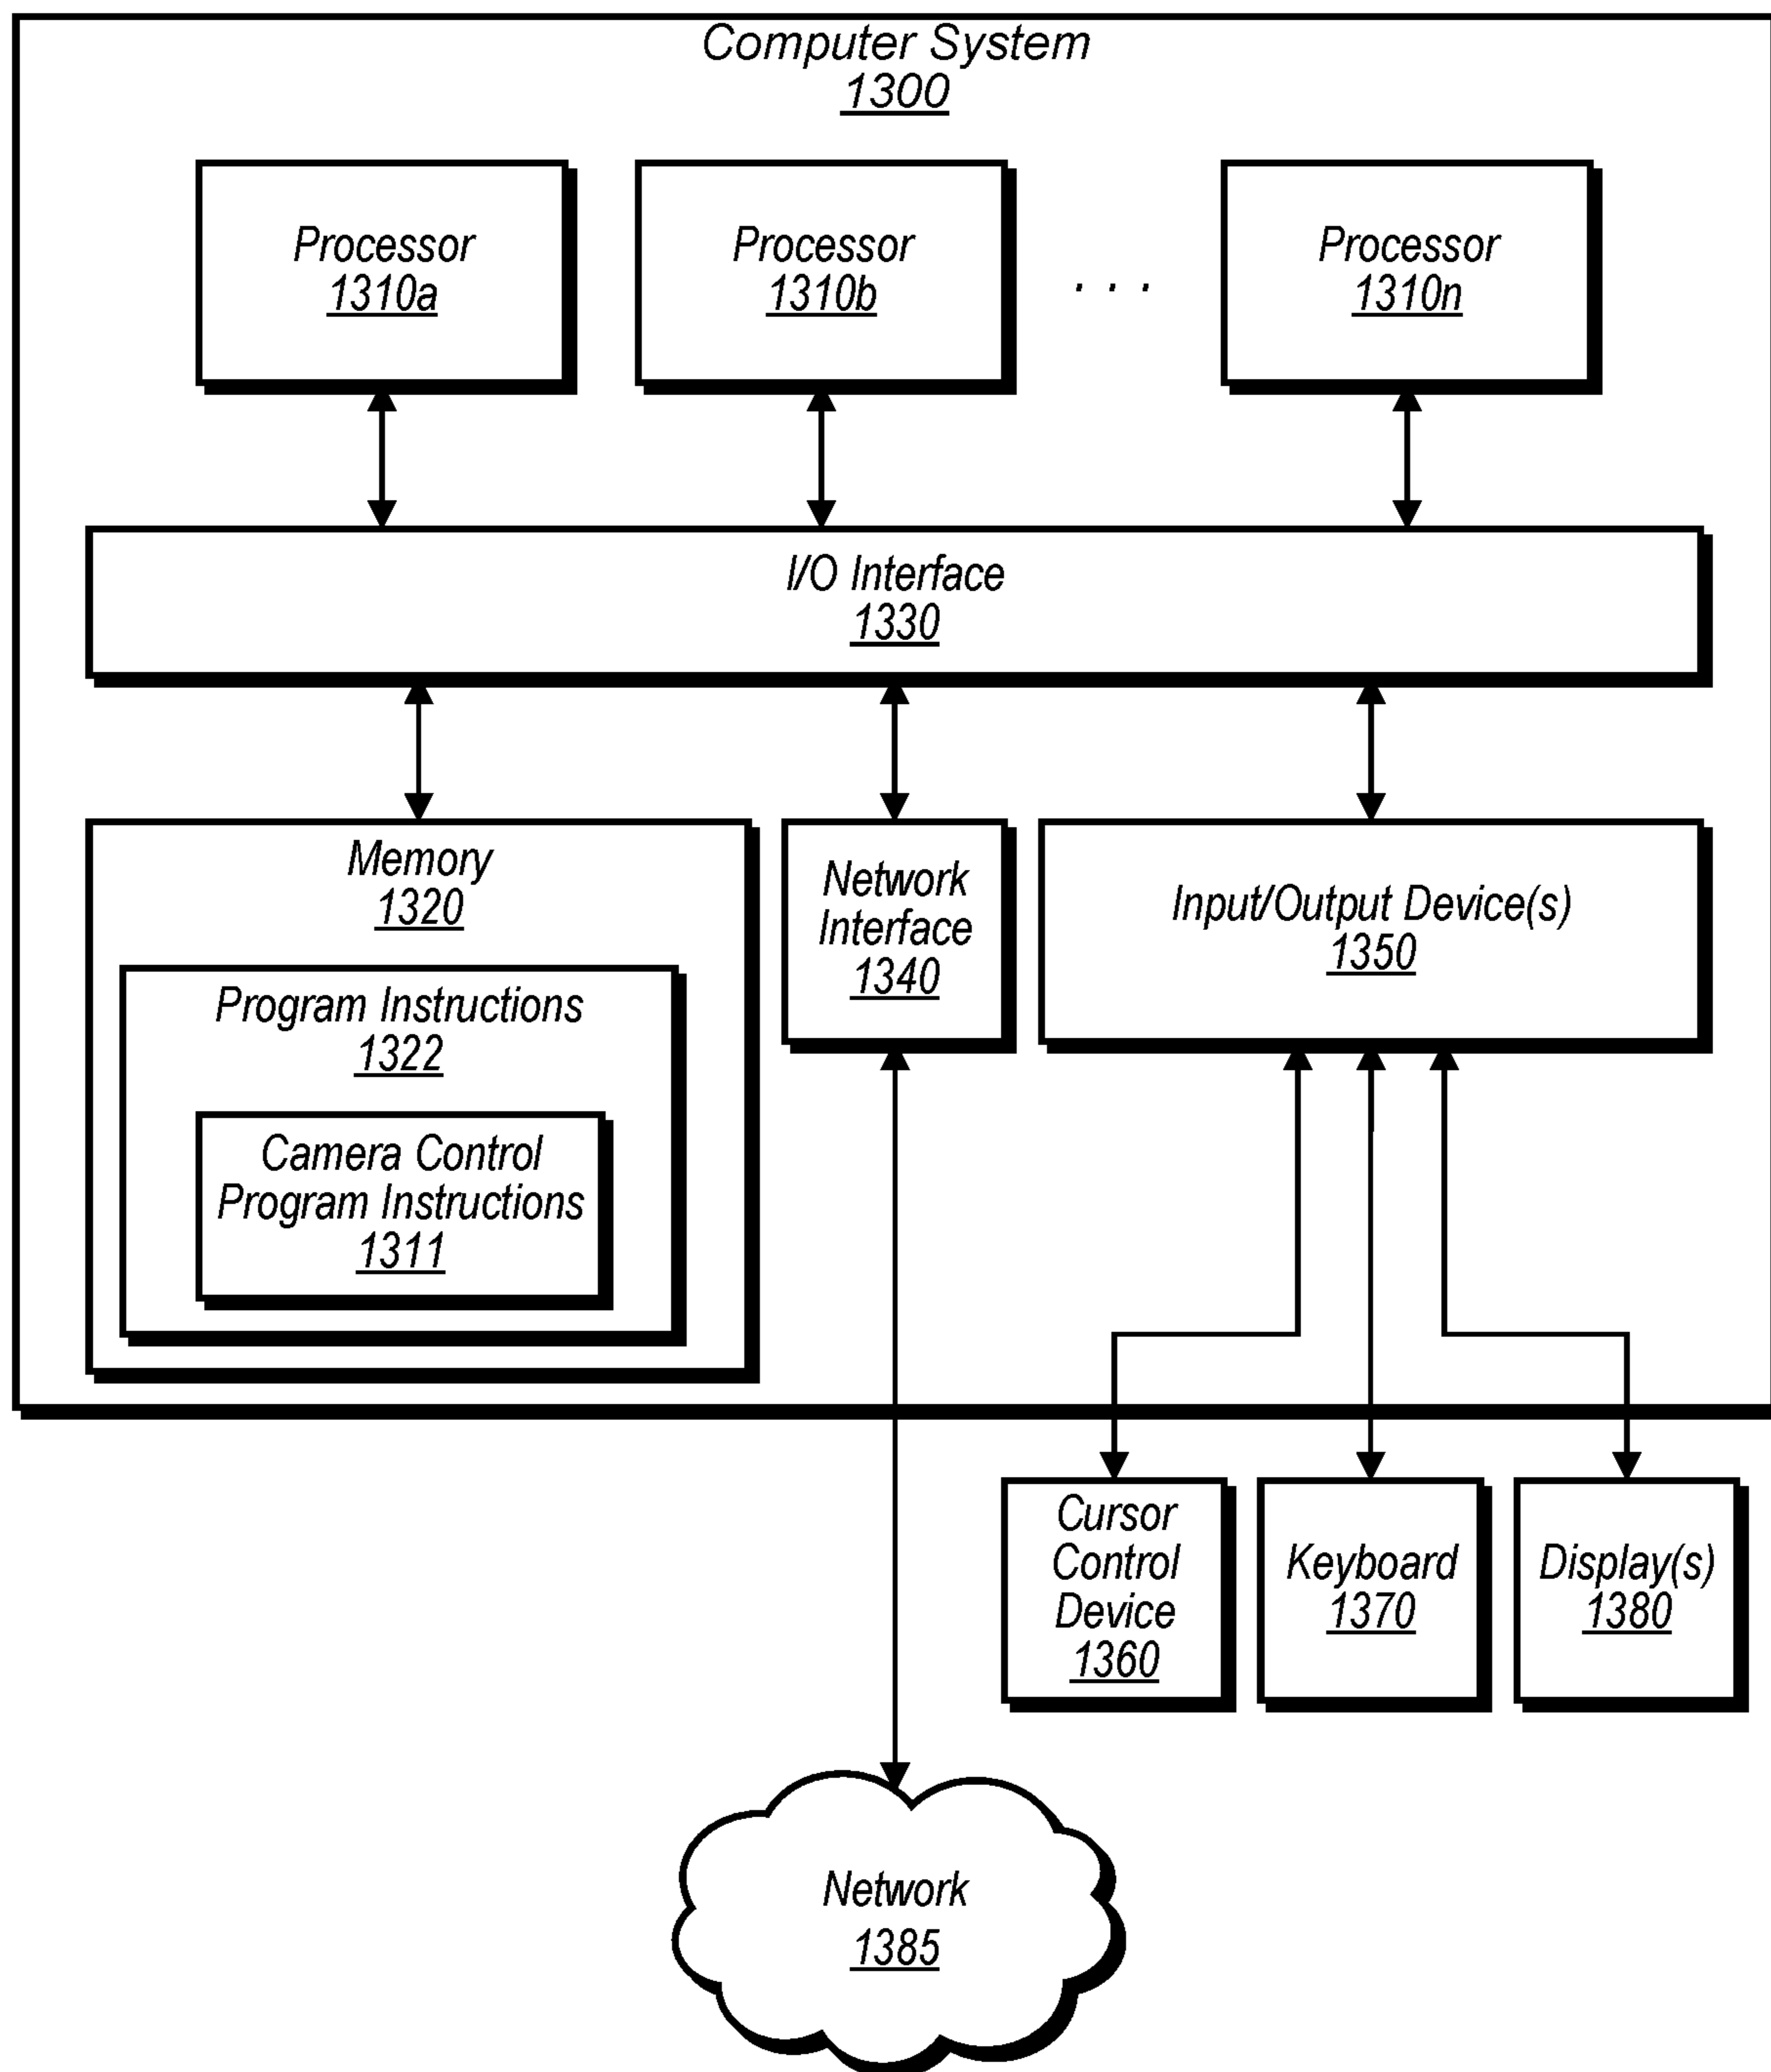 Computer System
1300
Processor
1310a
Processor
1310b
. . .
Processor
1310n
I/O Interface
1330
Memory
1320
Program Instructions
1322
Camera Control
Program Instructions
1311
Network
Interface
1340
Input/Output Device(s)
1350
Cursor
Control
Device
1360
Keyboard
1370
Display(s)
1380
Network
1385